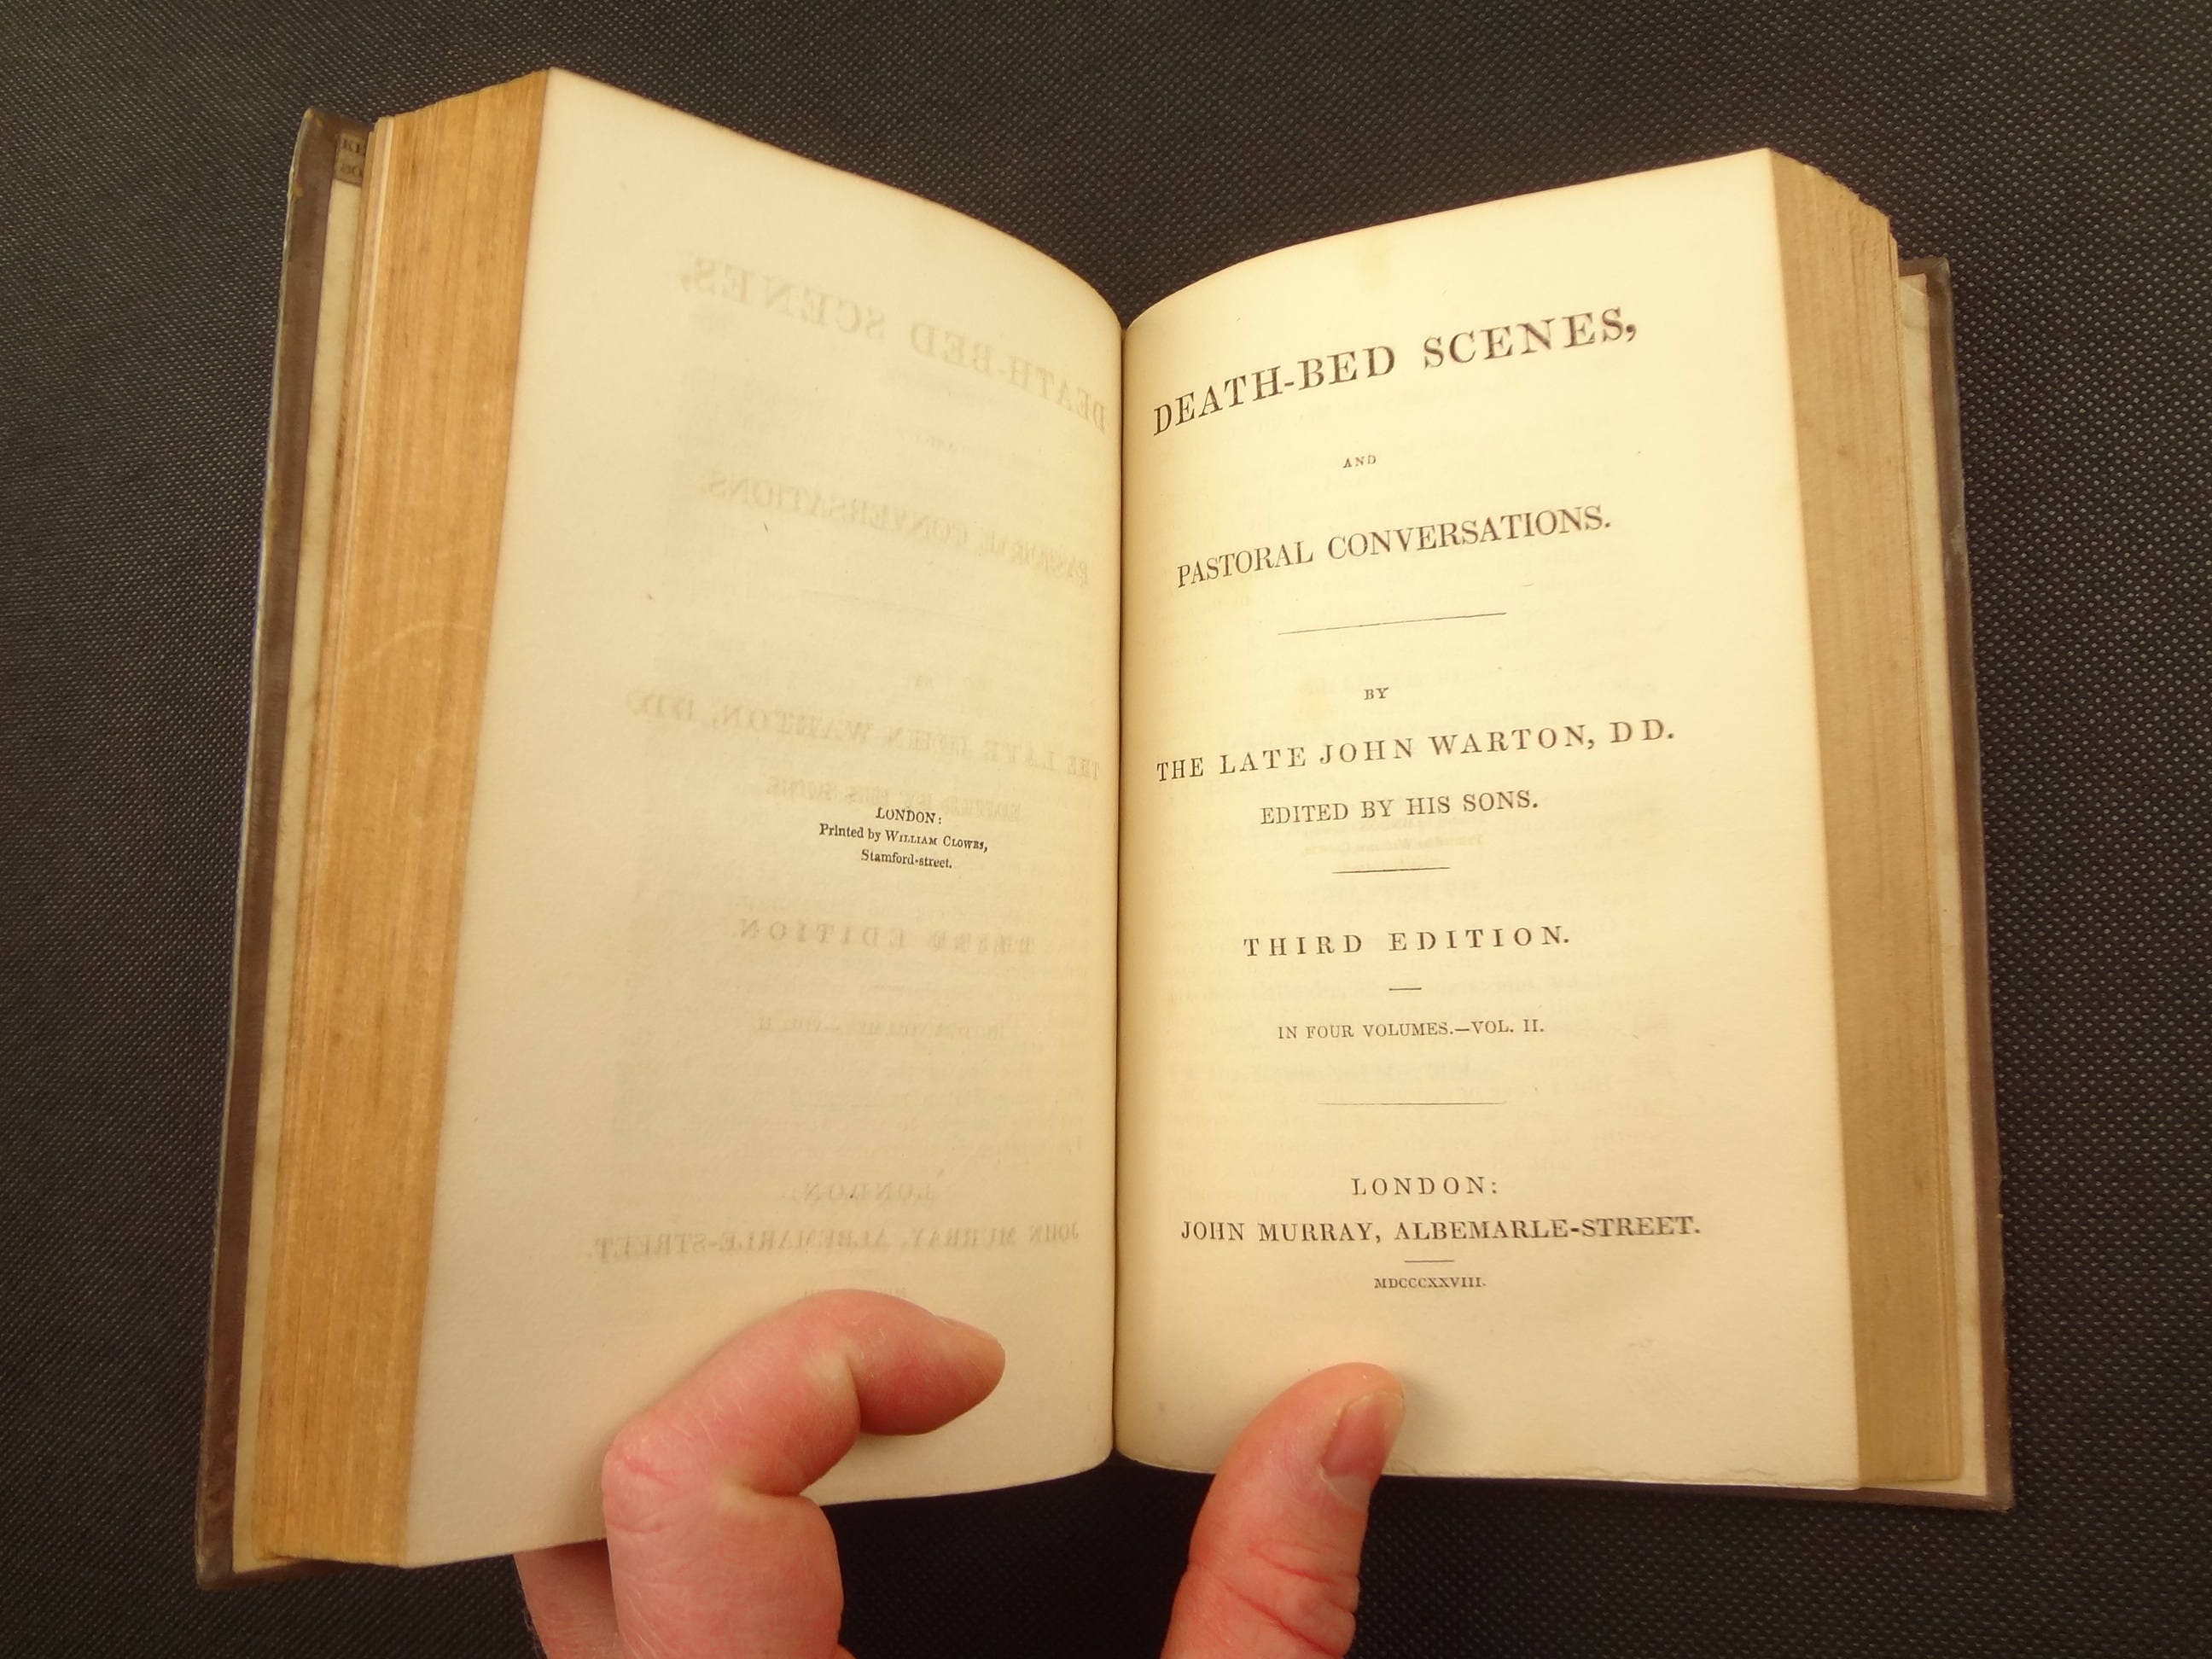 LONDON:
Printed by WILLIAM CLOWES,
Stamford-street.
DEATH-BED SCENES,
AND
PASTORAL CONVERSATIONS.
BY
THE LATE JOHN WARTON, D D.
EDITED BY HIS SONS.
THIRD EDITION.
IN FOUR VOLUMES.—VOL. II.
LONDON:
JOHN MURRAY, ALBEMARLE-STREET.
MDCCCXXVIII.